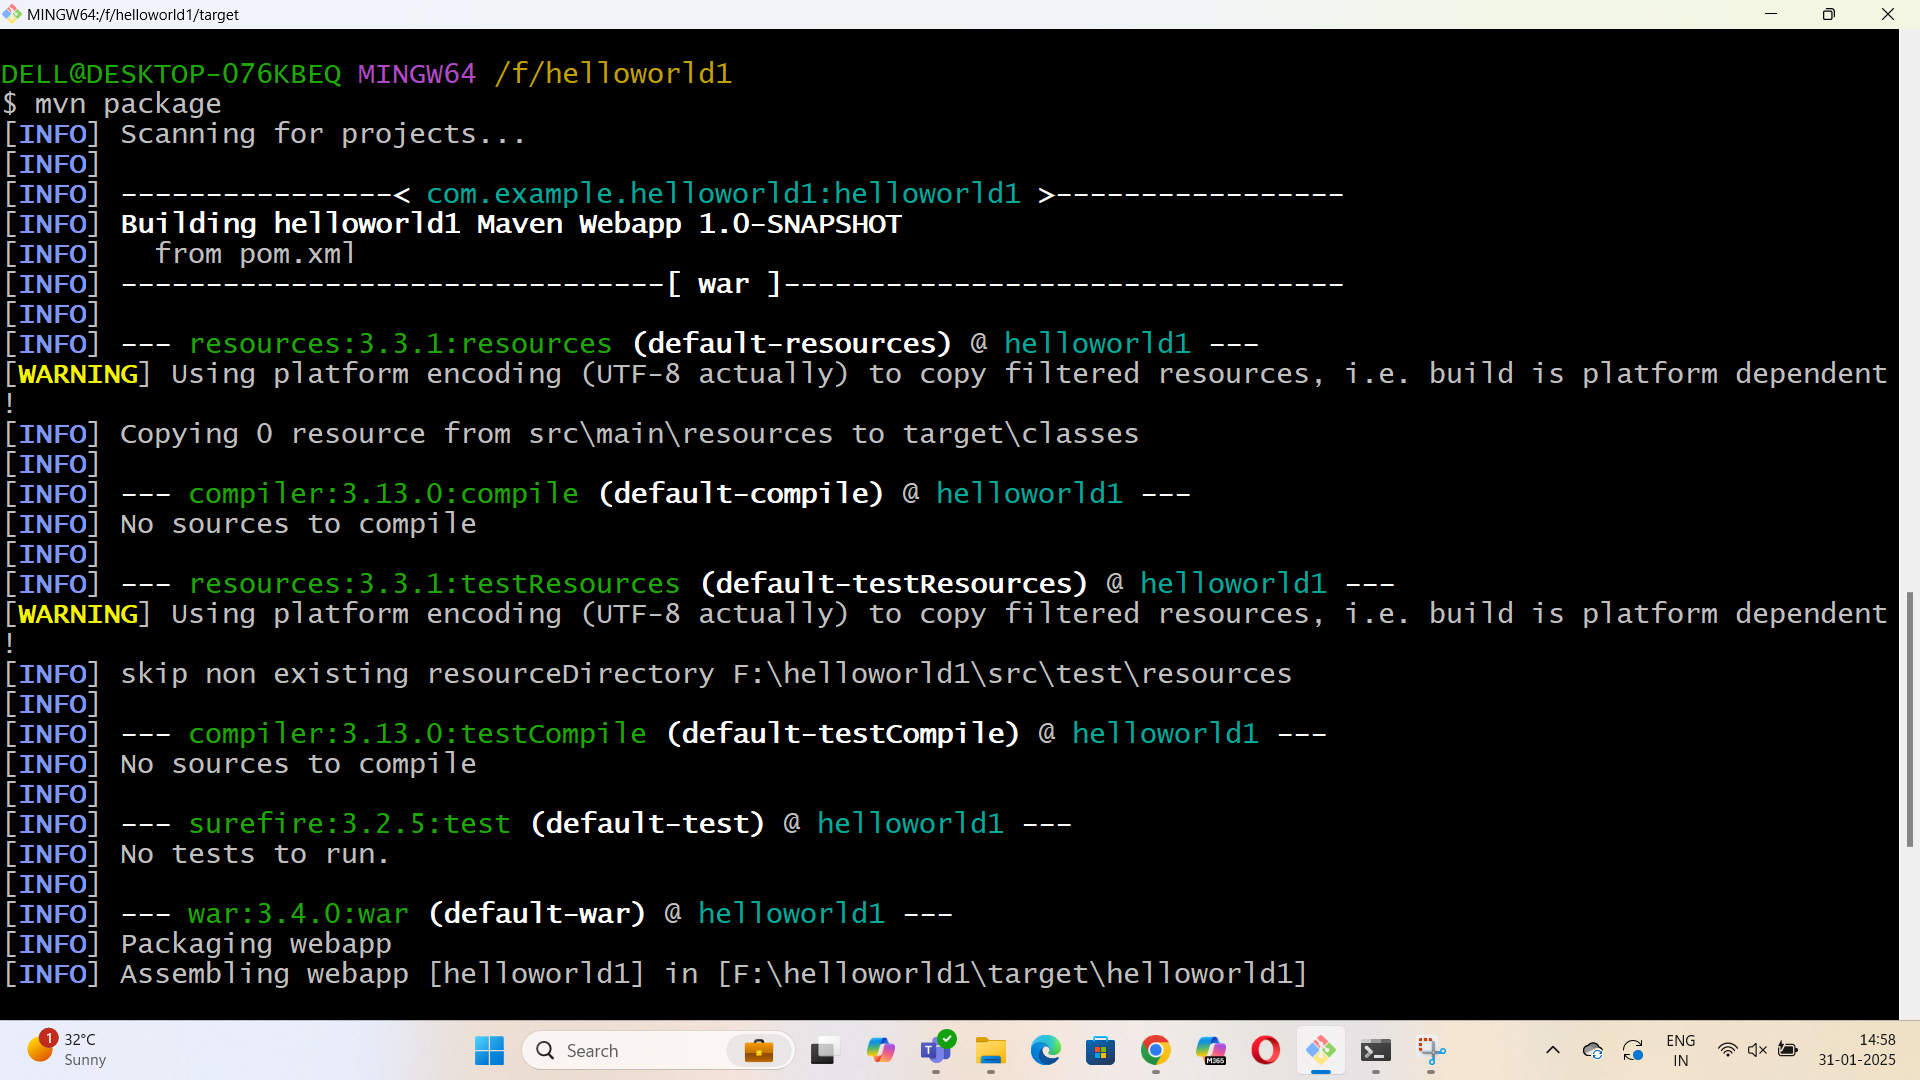 MINGW64:/f/helloworld1/target
DELL@DESKTOP-076KBEQ MINGW64 /f/helloworld1
$ mvn package
[INFO] Scanning for projects...
[INFO]
[INFO] ----------------< com.example.helloworld1:helloworld1 >-----------------
[INFO] Building helloworld1 Maven Webapp 1.0-SNAPSHOT
[INFO]   from pom.xml
[INFO] --------------------------------[ war ]---------------------------------
[INFO]
[INFO] --- resources:3.3.1:resources (default-resources) @ helloworld1 ---
[WARNING] Using platform encoding (UTF-8 actually) to copy filtered resources, i.e. build is platform dependent
!
[INFO] Copying 0 resource from src\main\resources to target\classes
[INFO]
[INFO] --- compiler:3.13.0:compile (default-compile) @ helloworld1 ---
[INFO] No sources to compile
[INFO]
[INFO] --- resources:3.3.1:testResources (default-testResources) @ helloworld1 ---
[WARNING] Using platform encoding (UTF-8 actually) to copy filtered resources, i.e. build is platform dependent
!
[INFO] skip non existing resourceDirectory F:\helloworld1\src\test\resources
[INFO]
[INFO] --- compiler:3.13.0:testCompile (default-testCompile) @ helloworld1 ---
[INFO] No sources to compile
[INFO]
[INFO] --- surefire:3.2.5:test (default-test) @ helloworld1 ---
[INFO] No tests to run.
[INFO]
[INFO] --- war:3.4.0:war (default-war) @ helloworld1 ---
[INFO] Packaging webapp
[INFO] Assembling webapp [helloworld1] in [F:\helloworld1\target\helloworld1]
1
32°C
Sunny
Search
T
M365
ENG
IN
14:58
31-01-2025